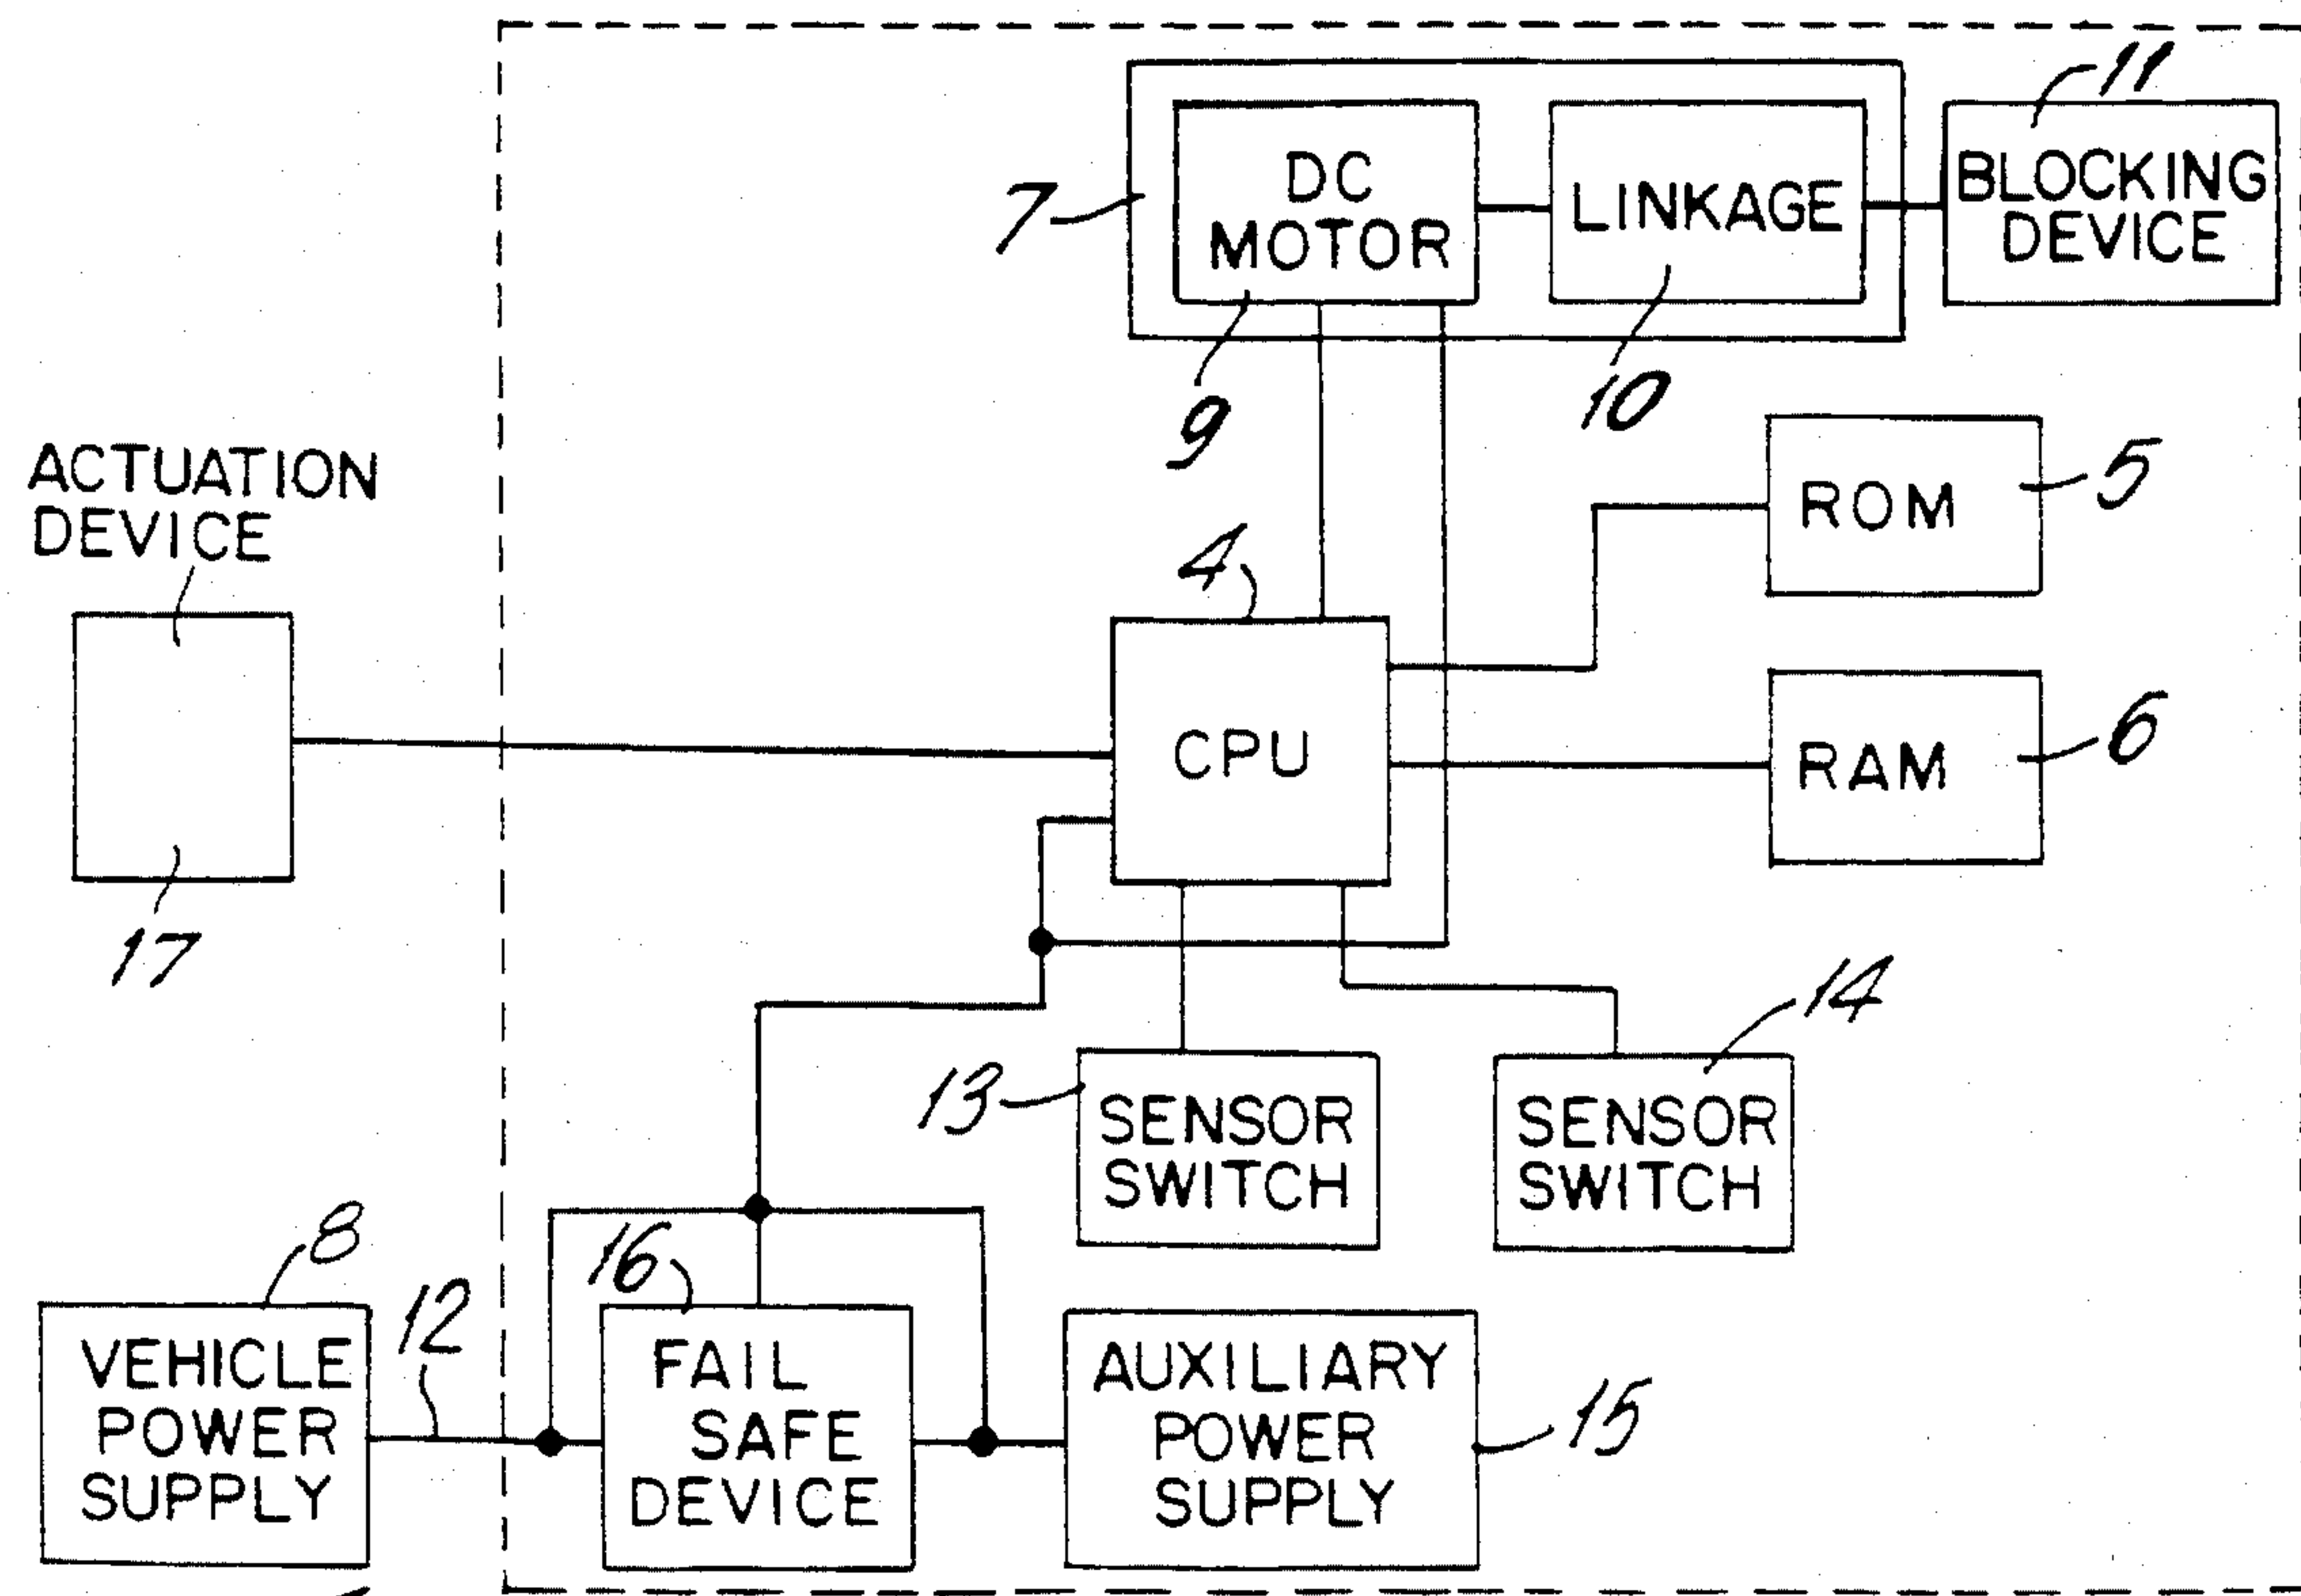 11
DC
MOTOR
LINKAGE
BLOCKING
DEVICE
7
9
10
ACTUATION
DEVICE
ROM
5
4
CPU
RAM
6
17
14
13
SENSOR
SWITCH
SENSOR
SWITCH
8
12
16
VEHICLE
POWER
SUPPLY
FAIL
SAFE
DEVICE
AUXILIARY
POWER
SUPPLY
15